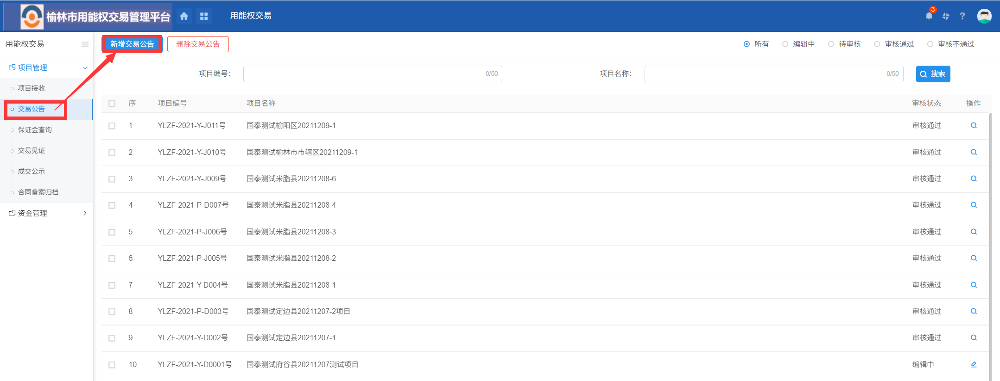 榆林市用能权交易管理平台
用能权交易
3
?
用能权交易
项目管理
项目接收
交易公告
保证金查询
交易见证
成交公示
合同备案归档
资金管理
新增交易公告 删除交易公告
所有 编辑中 待审核 审核通过 审核不通过
项目编号： 0/50 项目名称： 0/50 搜索
序 项目编号 项目名称 审核状态 操作
1 YLZF-2021-Y-J011号 国泰测试榆阳区20211209-1 审核通过
2 YLZF-2021-Y-J010号 国泰测试榆林市市辖区20211209-1 审核通过
3 YLZF-2021-Y-J009号 国泰测试米脂县20211208-6 审核通过
4 YLZF-2021-P-D007号 国泰测试米脂县20211208-4 审核通过
5 YLZF-2021-P-J006号 国泰测试米脂县20211208-3 审核通过
6 YLZF-2021-P-J005号 国泰测试米脂县20211208-2 审核通过
7 YLZF-2021-Y-D004号 国泰测试米脂县20211208-1 审核通过
8 YLZF-2021-P-D003号 国泰测试定边县20211207-2项目 审核通过
9 YLZF-2021-Y-D002号 国泰测试定边县20211207-1 审核通过
10 YLZF-2021-Y-D0001号 国泰测试府谷县20211207测试项目 编辑中